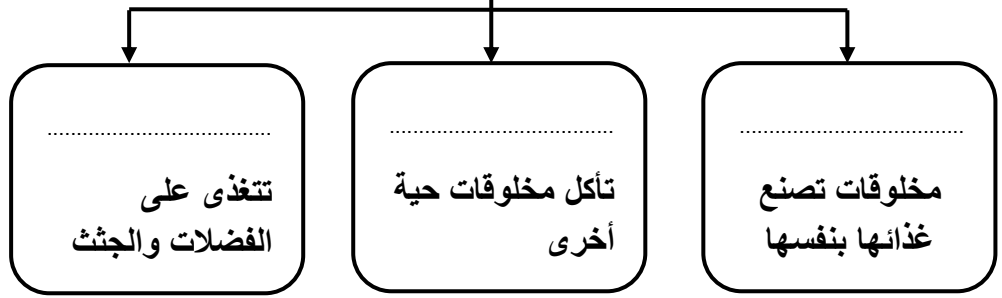 ........................................
مخلوقات تصنع
غذائها بنفسها
........................................
تأكل مخلوقات حية
أخرى
........................................
تتغذى على
الفضلات والجثث